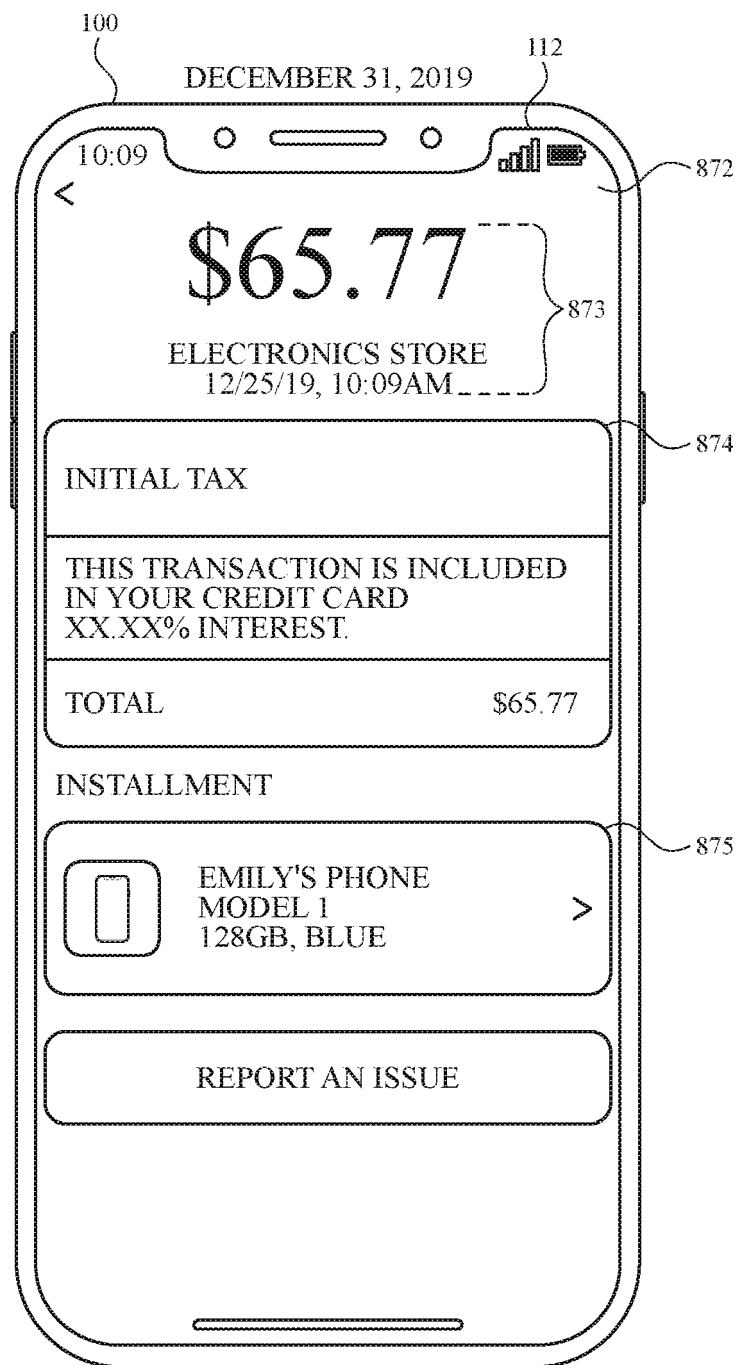 100
112
DECEMBER 31, 2019
10:09
872
<
$65.77
873
ELECTRONICS STORE
12/25/19, 10:09AM
874
INITIAL TAX
THIS TRANSACTION IS INCLUDED
IN YOUR CREDIT CARD
XX.XX% INTEREST.
TOTAL $65.77
INSTALLMENT
875
EMILY'S PHONE
MODEL 1
128GB, BLUE
>
REPORT AN ISSUE